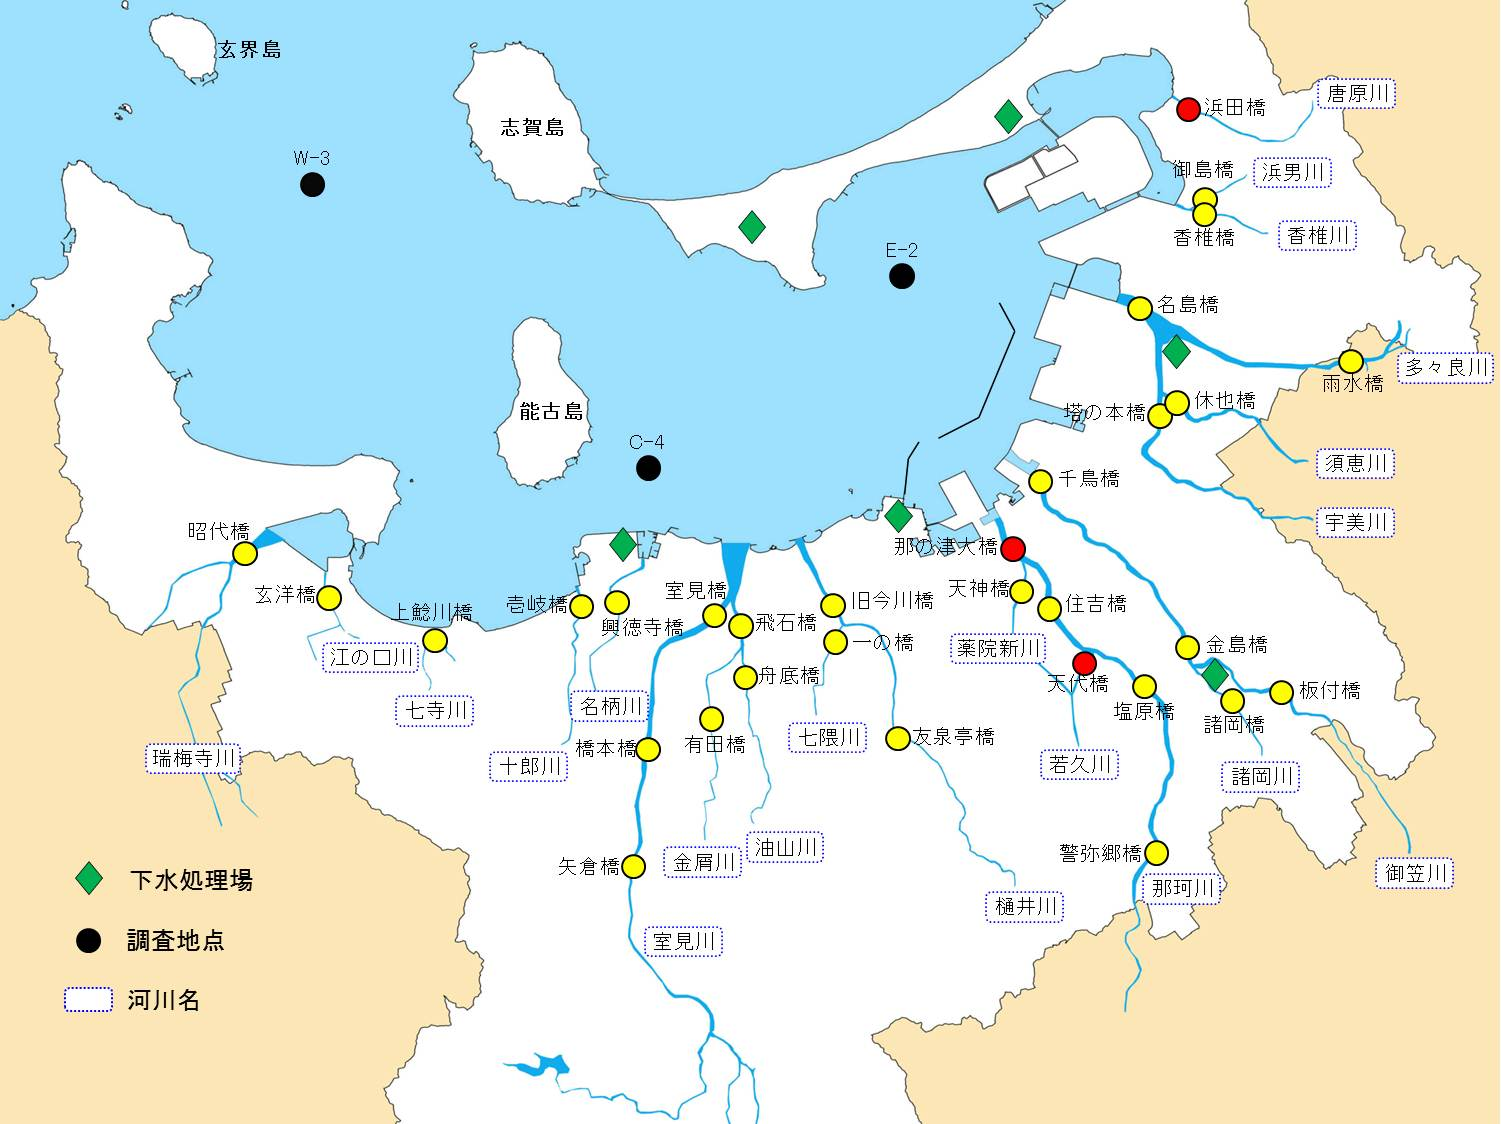 玄界島
志賀島
W-3
浜田橋
唐原川
御島橋
浜男川
香椎橋
香椎川
E-2
名島橋
多々良川
雨水橋
休也橋
塔の本橋
能古島
C-4
須恵川
千鳥橋
宇美川
昭代橋
那の津大橋
玄洋橋
上鯰川橋
壱岐橋
興徳寺橋
室見橋
飛石橋
旧今川橋
一の橋
天神橋
住吉橋
薬院新川
金島橋
江の口川
天代橋
舟底橋
板付橋
七寺川
名柄川
塩原橋
諸岡橋
有田橋
七隈川
友泉亭橋
橋本橋
瑞梅寺川
十郎川
若久川
諸岡川
油山川
金屑川
矢倉橋
警弥郷橋
御笠川
那珂川
樋井川
室見川
下水処理場
調査地点
河川名